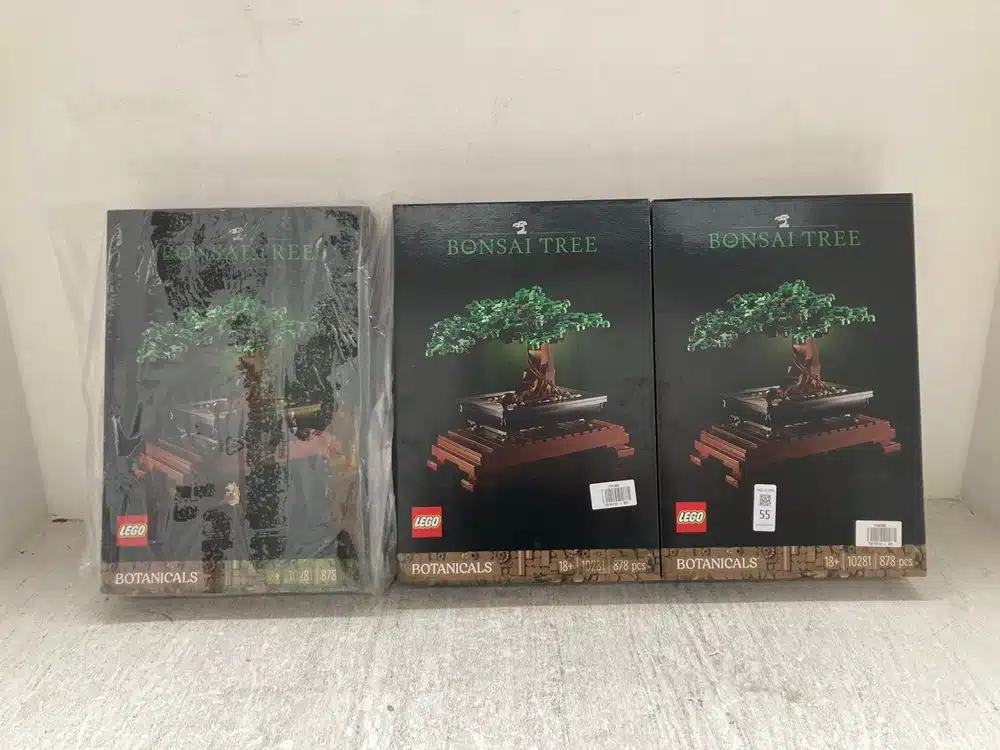 BONSAI TREE
LEGO
BOTANICALS
18+ 10281 878
BONSAI TREE
LEGO
BOTANICALS
18+ 10281 878 pcs
BONSAI TREE
LEGO
55
BOTANICALS
18+ 10281 878 pcs